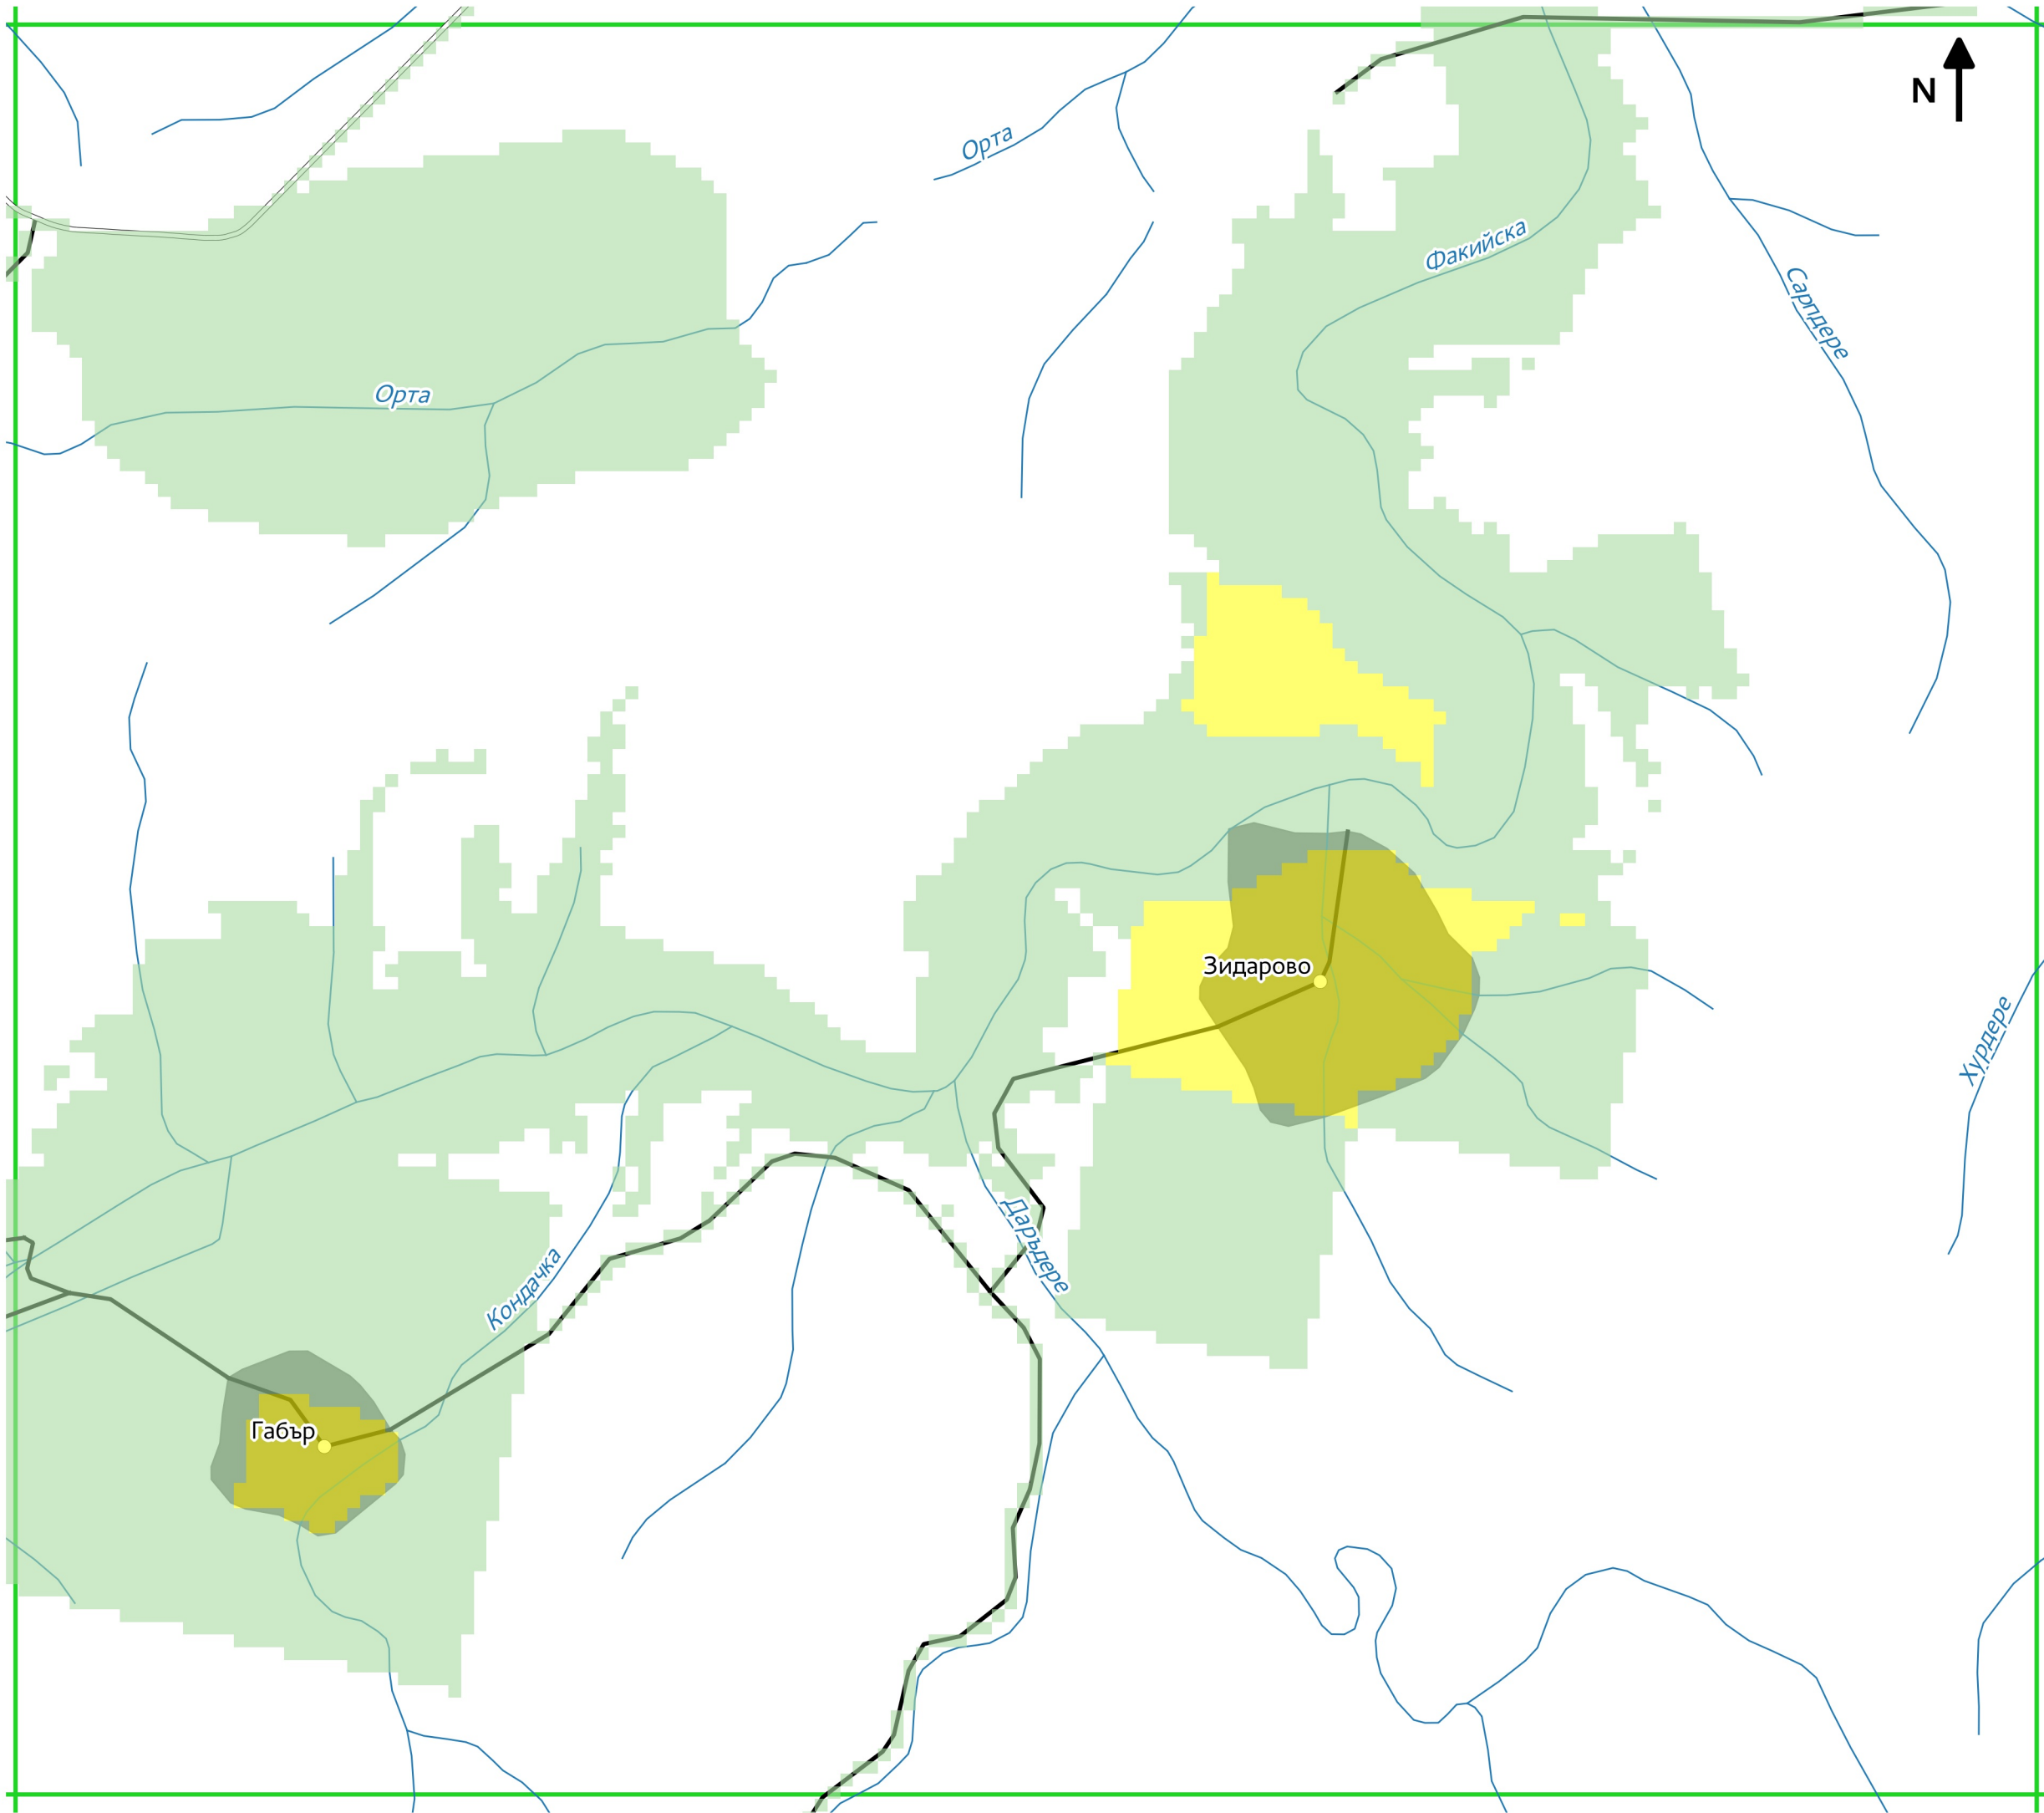 N
Орта
Факийска
Сарпдере
Орта
Зидарово
Хурдере
Даръдере
Кондачка
Габър